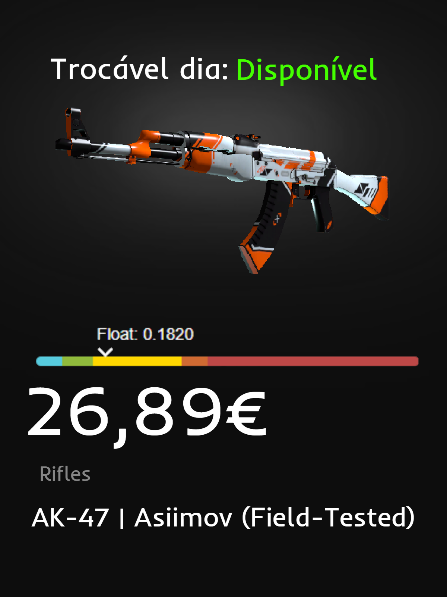 Trocável dia: Disponível
Float: 0.1820
26,89€
Rifles
AK-47 | Asiimov (Field-Tested)